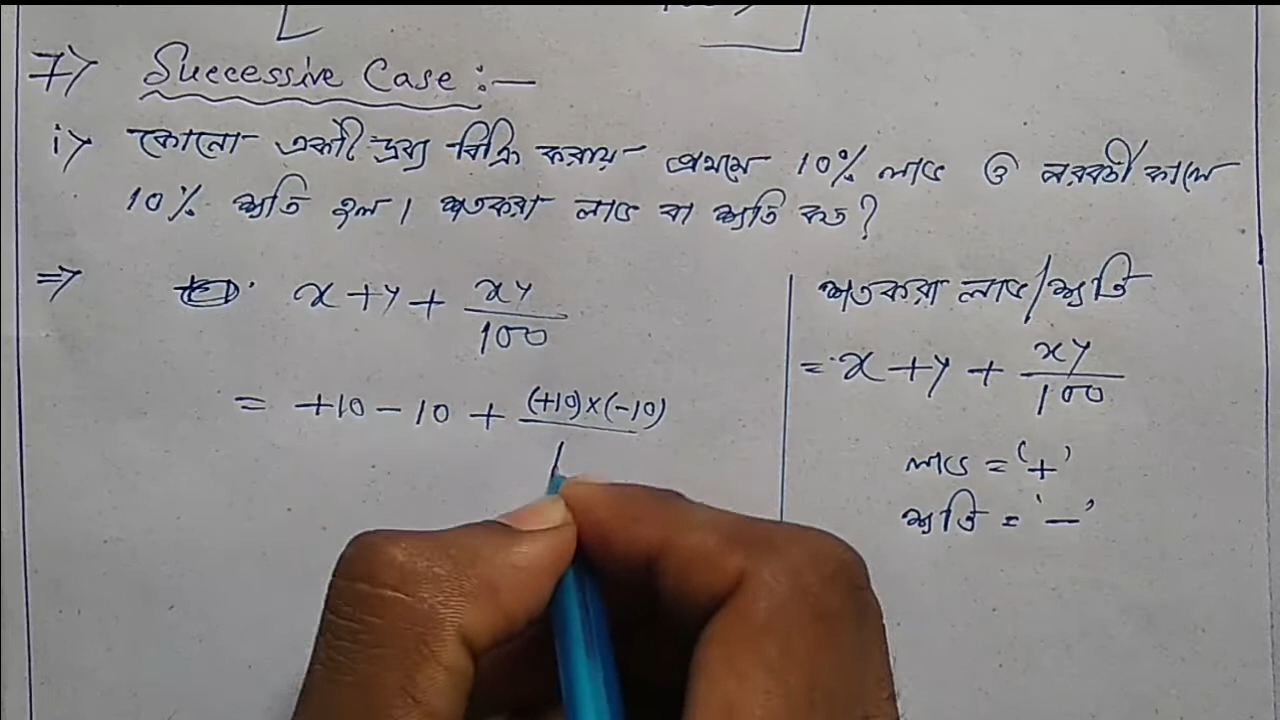 7) Successive Case :-
i) কোনো একটি দ্রব্য বিক্রি করায় প্রথমে 10% লাভ ও পরবর্তী কালে
10% ক্ষতি হল। শতকরা লাভ বা ক্ষতি কত?
⇒ x+y+ xy/100
= +10-10+ (+10)×(-10)
শতকরা লাভ/ক্ষতি
= x+y+ xy/100
লাভ = '+'
ক্ষতি = '-'